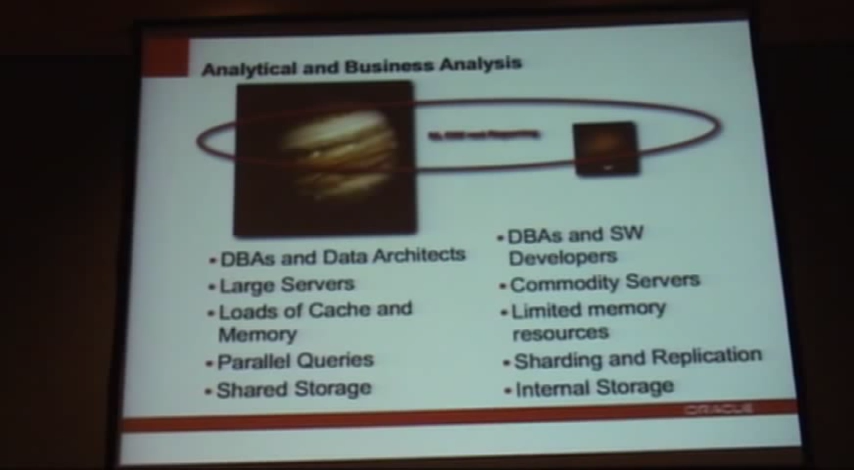 Analytical and Business Analysis
• DBAs and Data Architects
• Large Servers
• Loads of Cache and
Memory
• Parallel Queries
• Shared Storage
• DBAs and SW
Developers
• Commodity Servers
• Limited memory
resources
• Sharding and Replication
• Internal Storage
ORACLE